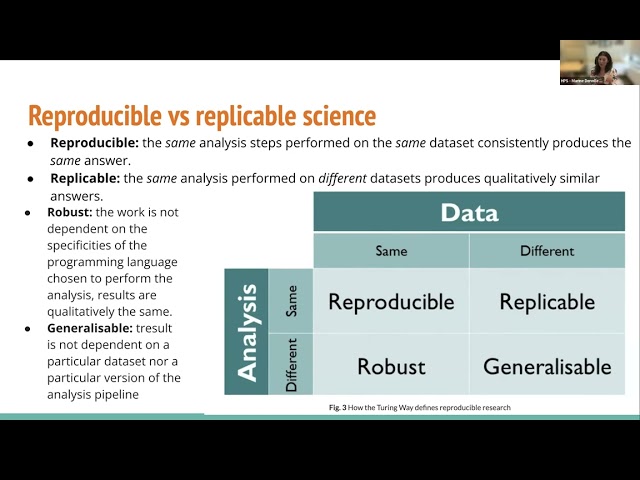 Reproducible vs replicable science
● Reproducible: the same analysis steps performed on the same dataset consistently produces the
same answer.
● Replicable: the same analysis performed on different datasets produces qualitatively similar
answers.
● Robust: the work is not
dependent on the
specificities of the
programming language
chosen to perform the
analysis, results are
qualitatively the same.
● Generalisable: tresult
is not dependent on a
particular dataset nor a
particular version of the
analysis pipeline
Data
Same Different
Analysis
Same Reproducible Replicable
Different Robust Generalisable
Fig. 3 How the Turing Way defines reproducible research